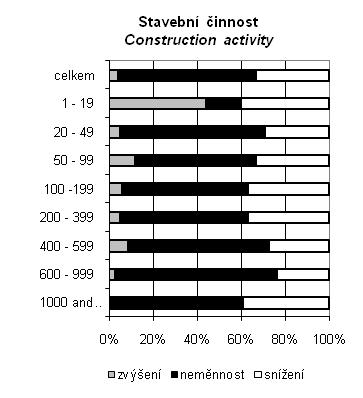 Stavební činnost
Construction activity
celkem
1 - 19
20 - 49
50 - 99
100 -199
200 - 399
400 - 599
600 - 999
1000 and..
0% 20% 40% 60% 80% 100%
zvýšení neměnnost snížení